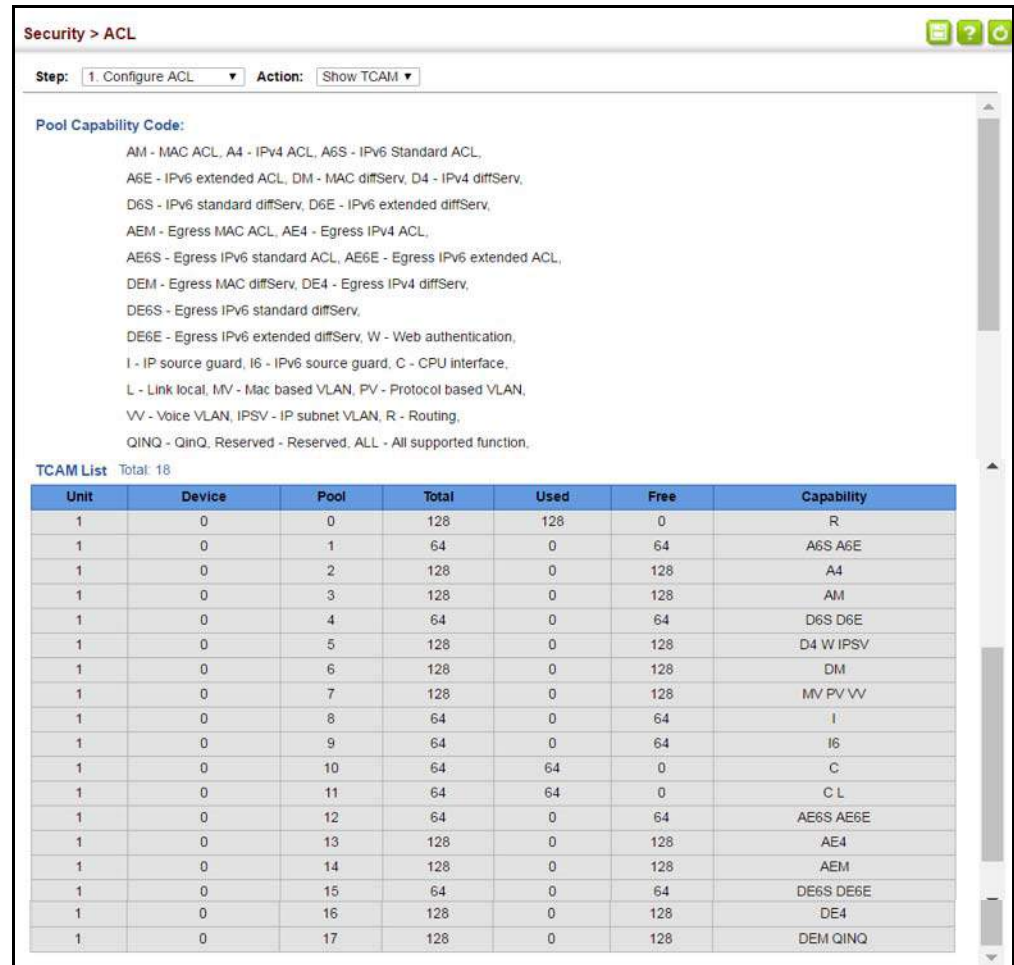 Security > ACL
Step: 1. Configure ACL Action: Show TCAM
Pool Capability Code:
AM - MAC ACL, A4 - IPv4 ACL, A6S - IPv6 Standard ACL,
A6E - IPv6 extended ACL, DM - MAC diffServ, D4 - IPv4 diffServ,
D6S - IPv6 standard diffServ, D6E - IPv6 extended diffServ,
AEM - Egress MAC ACL, AE4 - Egress IPv4 ACL,
AE6S - Egress IPv6 standard ACL, AE6E - Egress IPv6 extended ACL,
DEM - Egress MAC diffServ, DE4 - Egress IPv4 diffServ,
DE6S - Egress IPv6 standard diffServ,
DE6E - Egress IPv6 extended diffServ, W - Web authentication,
I - IP source guard, I6 - IPv6 source guard, C - CPU interface,
L - Link local, MV - Mac based VLAN, PV - Protocol based VLAN,
VV - Voice VLAN, IPSV - IP subnet VLAN, R - Routing,
QINQ - QinQ, Reserved - Reserved, ALL - All supported function,
TCAM List Total: 18
Unit Device Pool Total Used Free Capability
1 0 0 128 128 0 R
1 0 1 64 0 64 A6S A6E
1 0 2 128 0 128 A4
1 0 3 128 0 128 AM
1 0 4 64 0 64 D6S D6E
1 0 5 128 0 128 D4 W IPSV
1 0 6 128 0 128 DM
1 0 7 128 0 128 MV PV VV
1 0 8 64 0 64 I
1 0 9 64 0 64 I6
1 0 10 64 64 0 C
1 0 11 64 64 0 C L
1 0 12 64 0 64 AE6S AE6E
1 0 13 128 0 128 AE4
1 0 14 128 0 128 AEM
1 0 15 64 0 64 DE6S DE6E
1 0 16 128 0 128 DE4
1 0 17 128 0 128 DEM QINQ